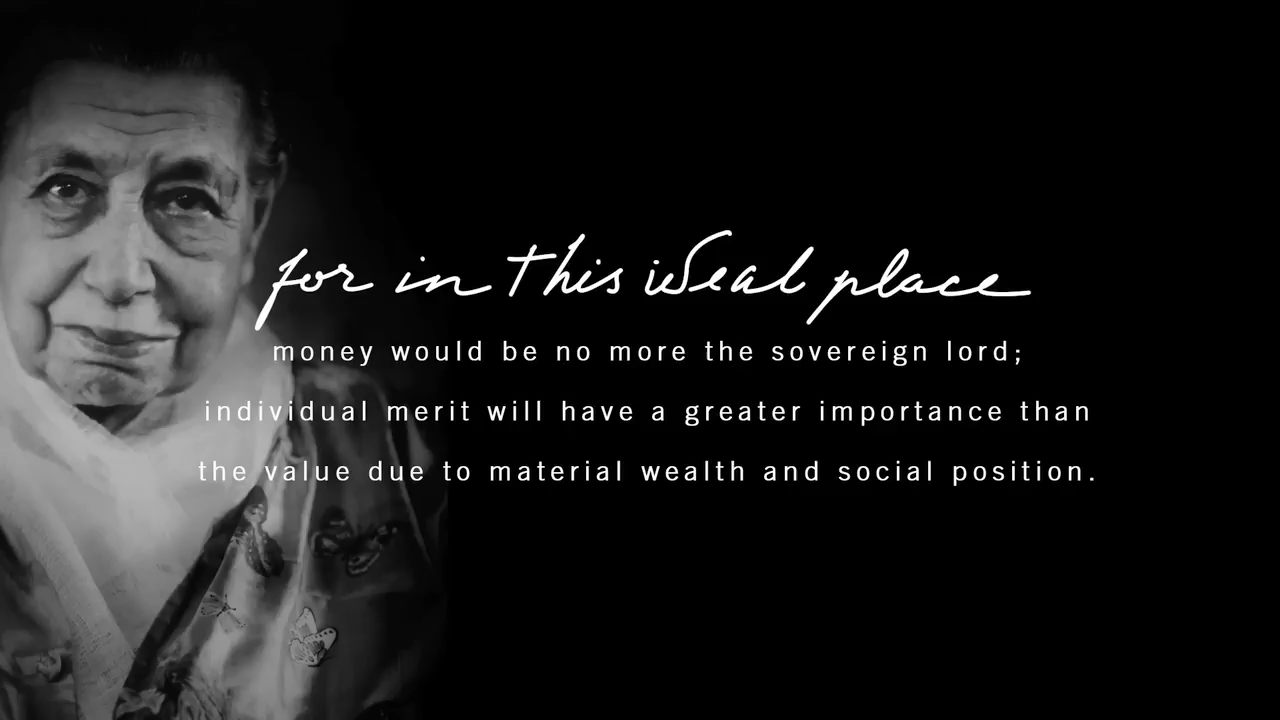 for in this ideal place
money would be no more the sovereign lord;
individual merit will have a greater importance than
the value due to material wealth and social position.